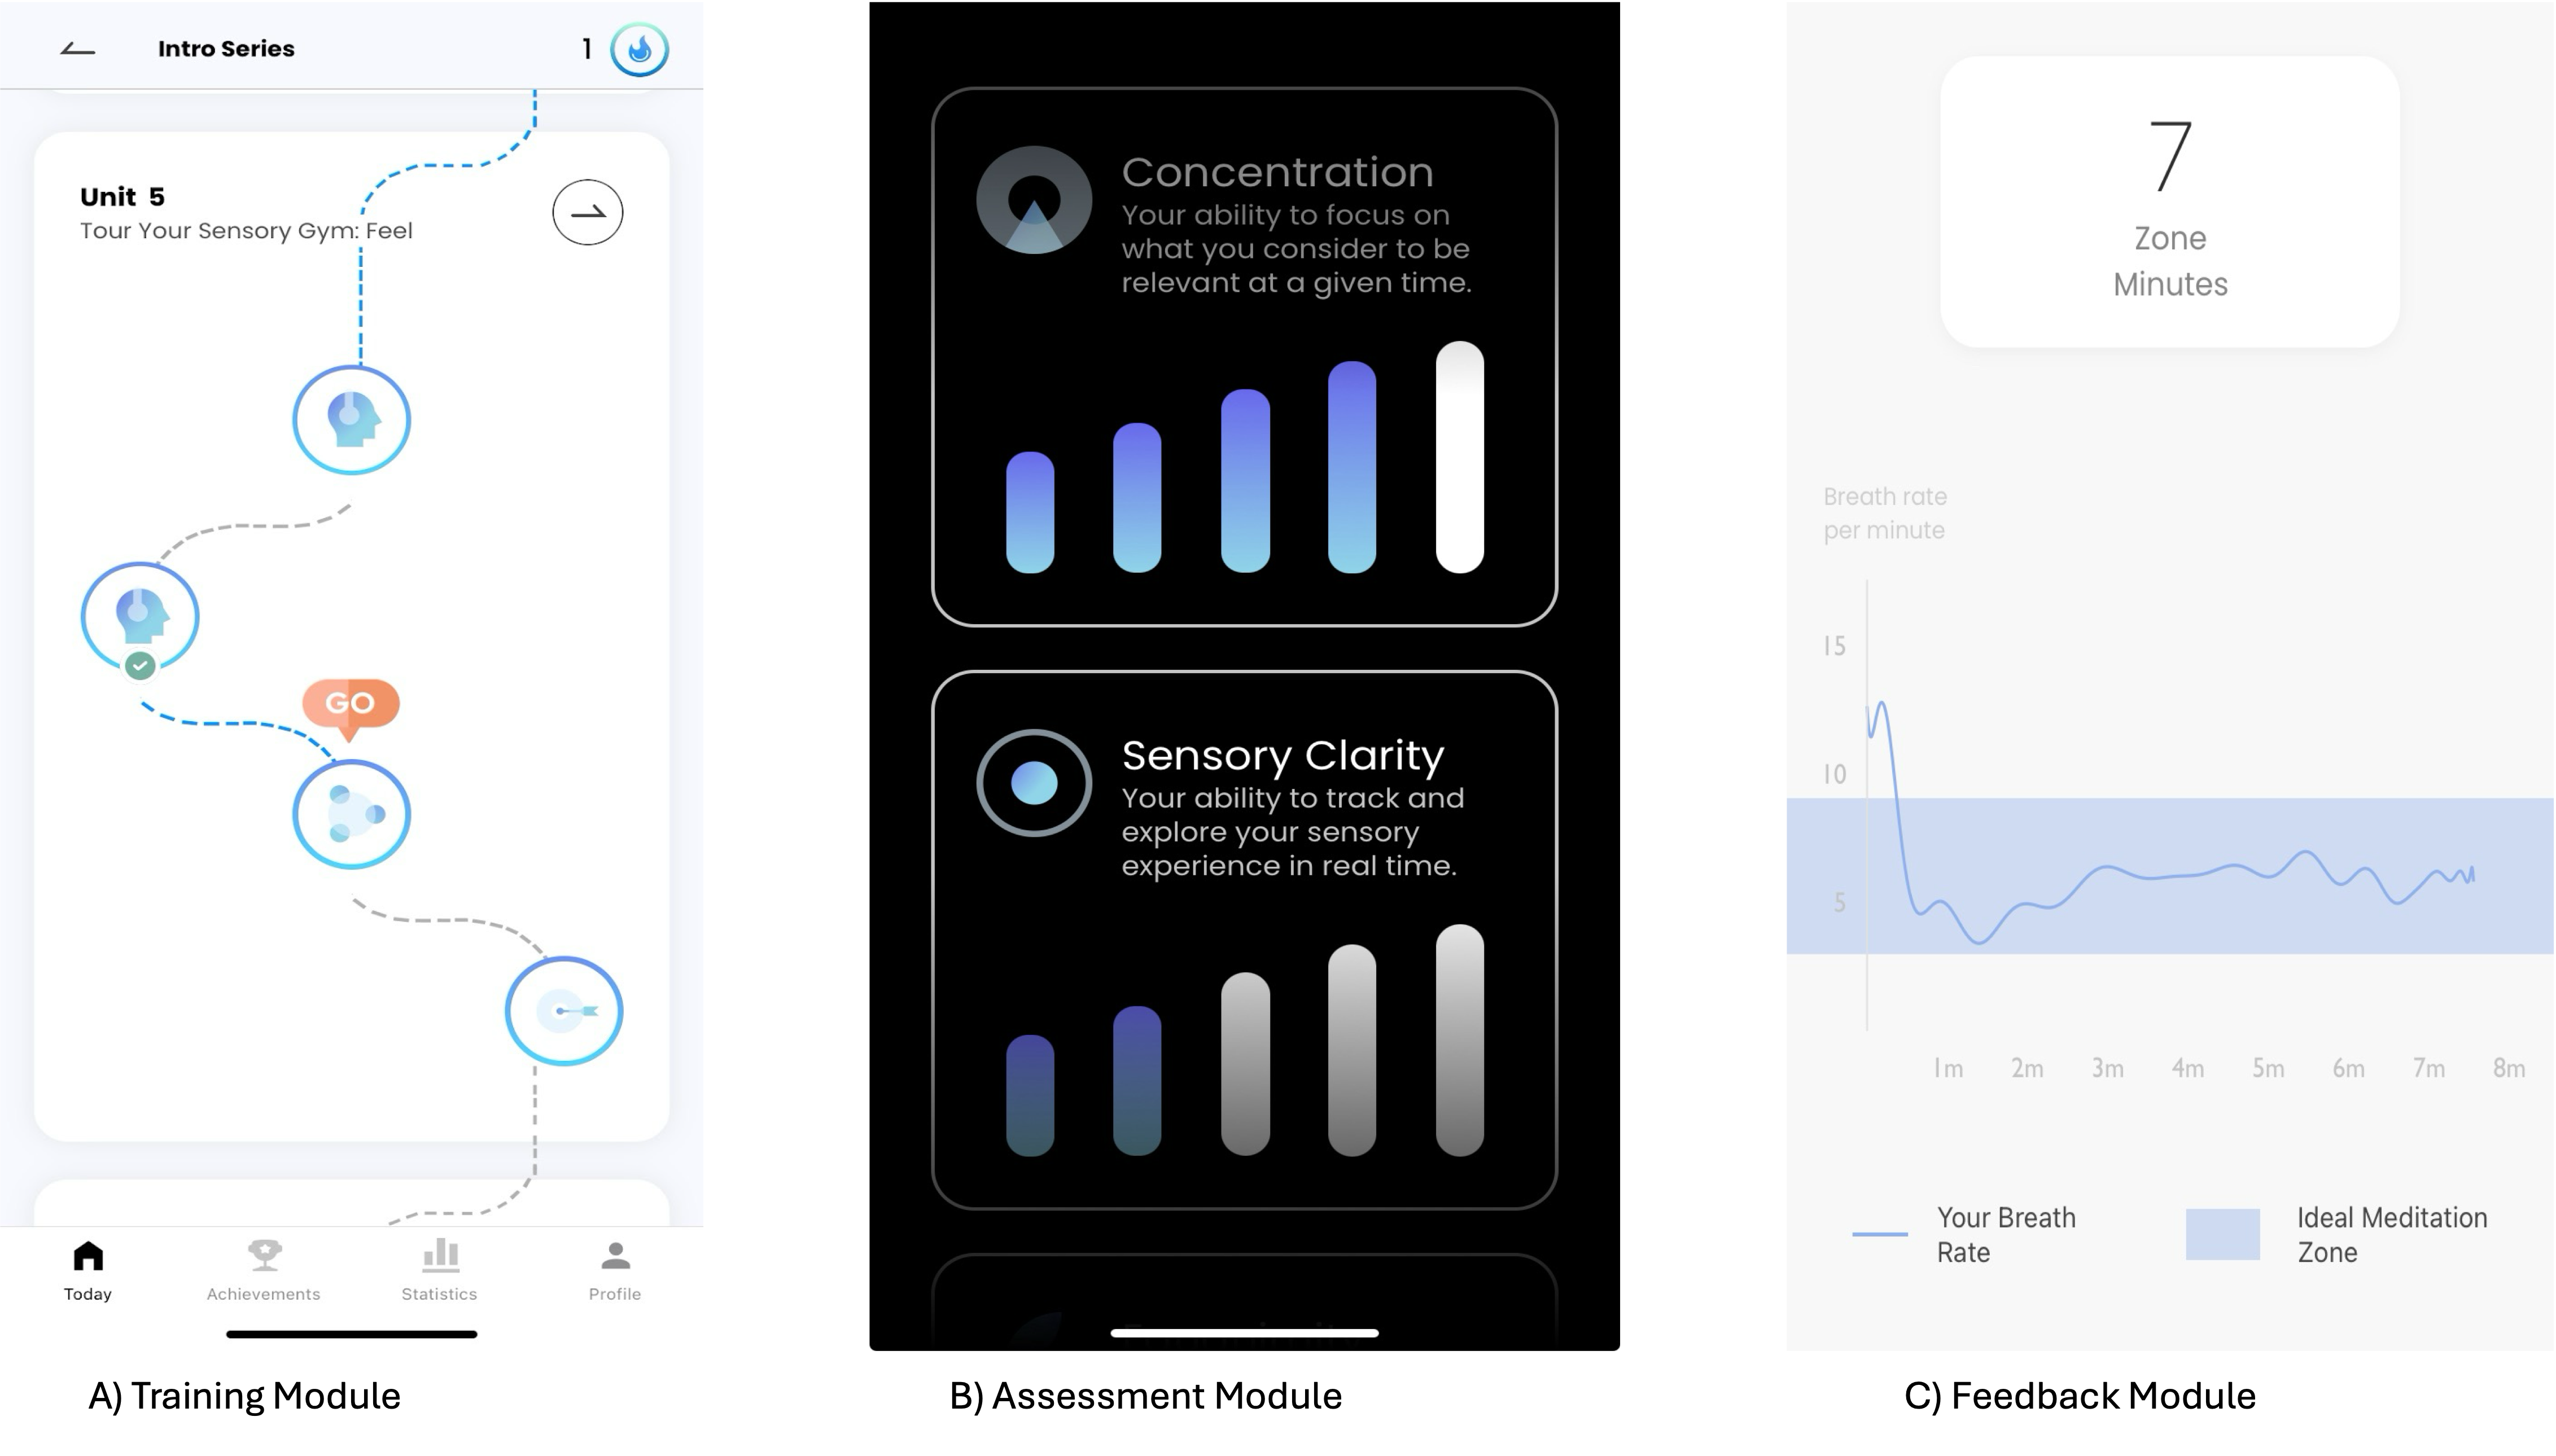 Intro Series
1
Unit 5
Tour Your Sensory Gym: Feel
GO
Today
Achievements
Statistics
Profile
A) Training Module
Concentration
Your ability to focus on
what you consider to be
relevant at a given time.
Sensory Clarity
Your ability to track and
explore your sensory
experience in real time.
B) Assessment Module
7
Zone
Minutes
Breath rate
per minute
15
10
5
1m 2m 3m 4m 5m 6m 7m 8m
Your Breath
Rate
Ideal Meditation
Zone
C) Feedback Module